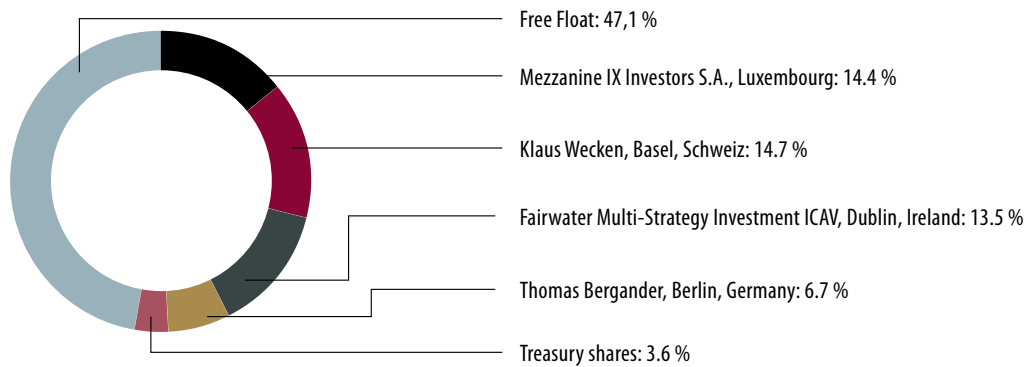 Free Float: 47,1 %
Mezzanine IX Investors S.A., Luxembourg: 14.4 %
Klaus Wecken, Basel, Schweiz: 14.7 %
Fairwater Multi-Strategy Investment ICAV, Dublin, Ireland: 13.5 %
Thomas Bergander, Berlin, Germany: 6.7 %
Treasury shares: 3.6 %